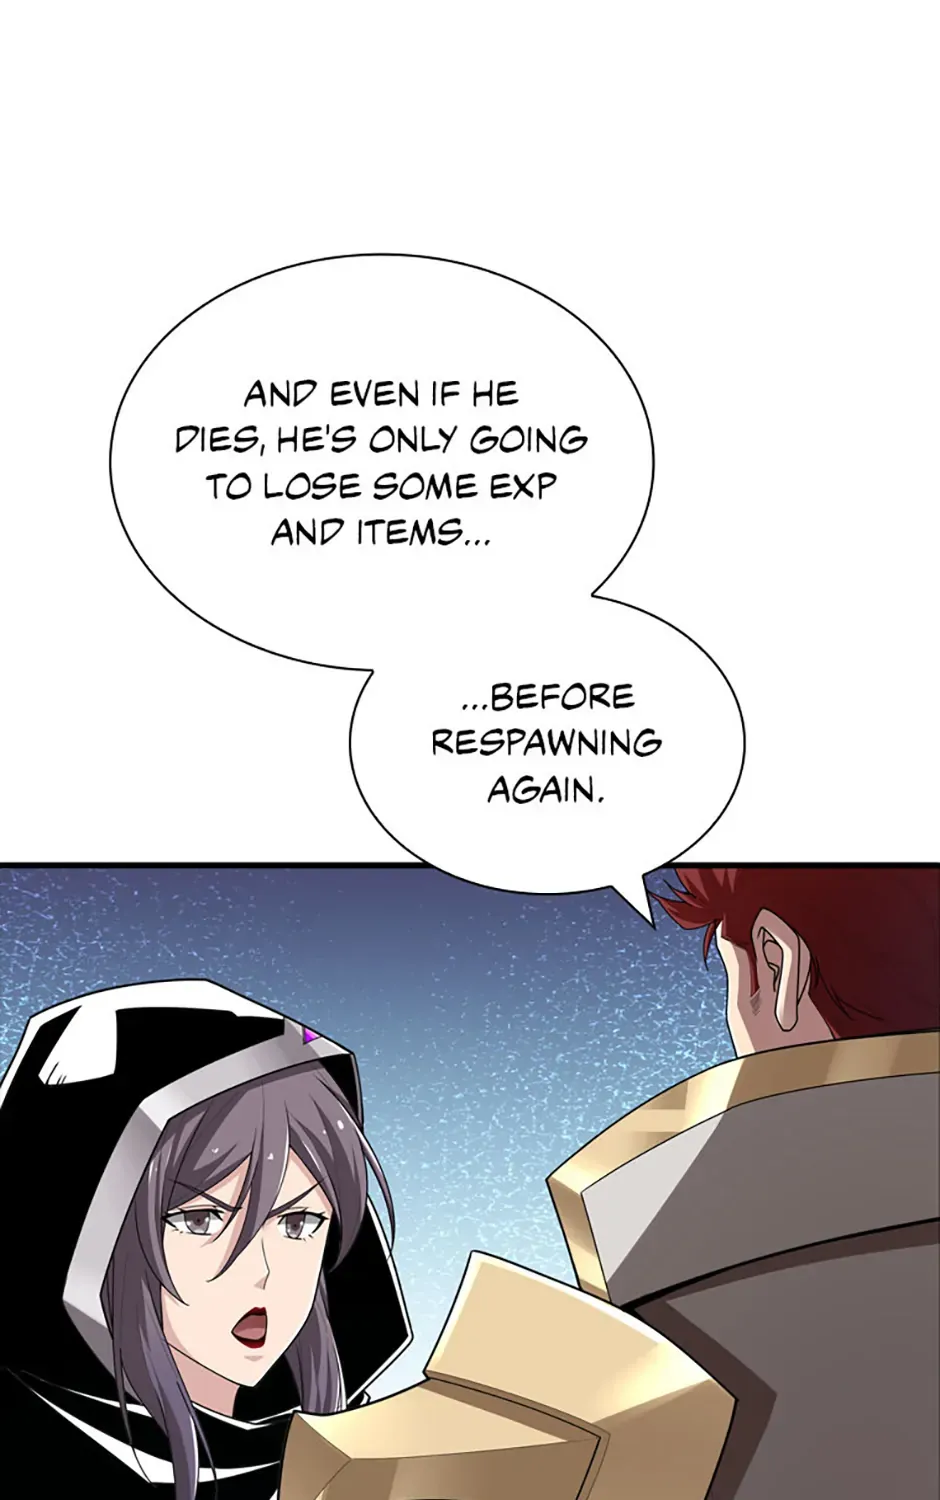 AND EVEN IF HE
DIES, HE'S ONLY GOING
TO LOSE SOME EXP
AND ITEMS...
...BEFORE
RESPAWNING
AGAIN.